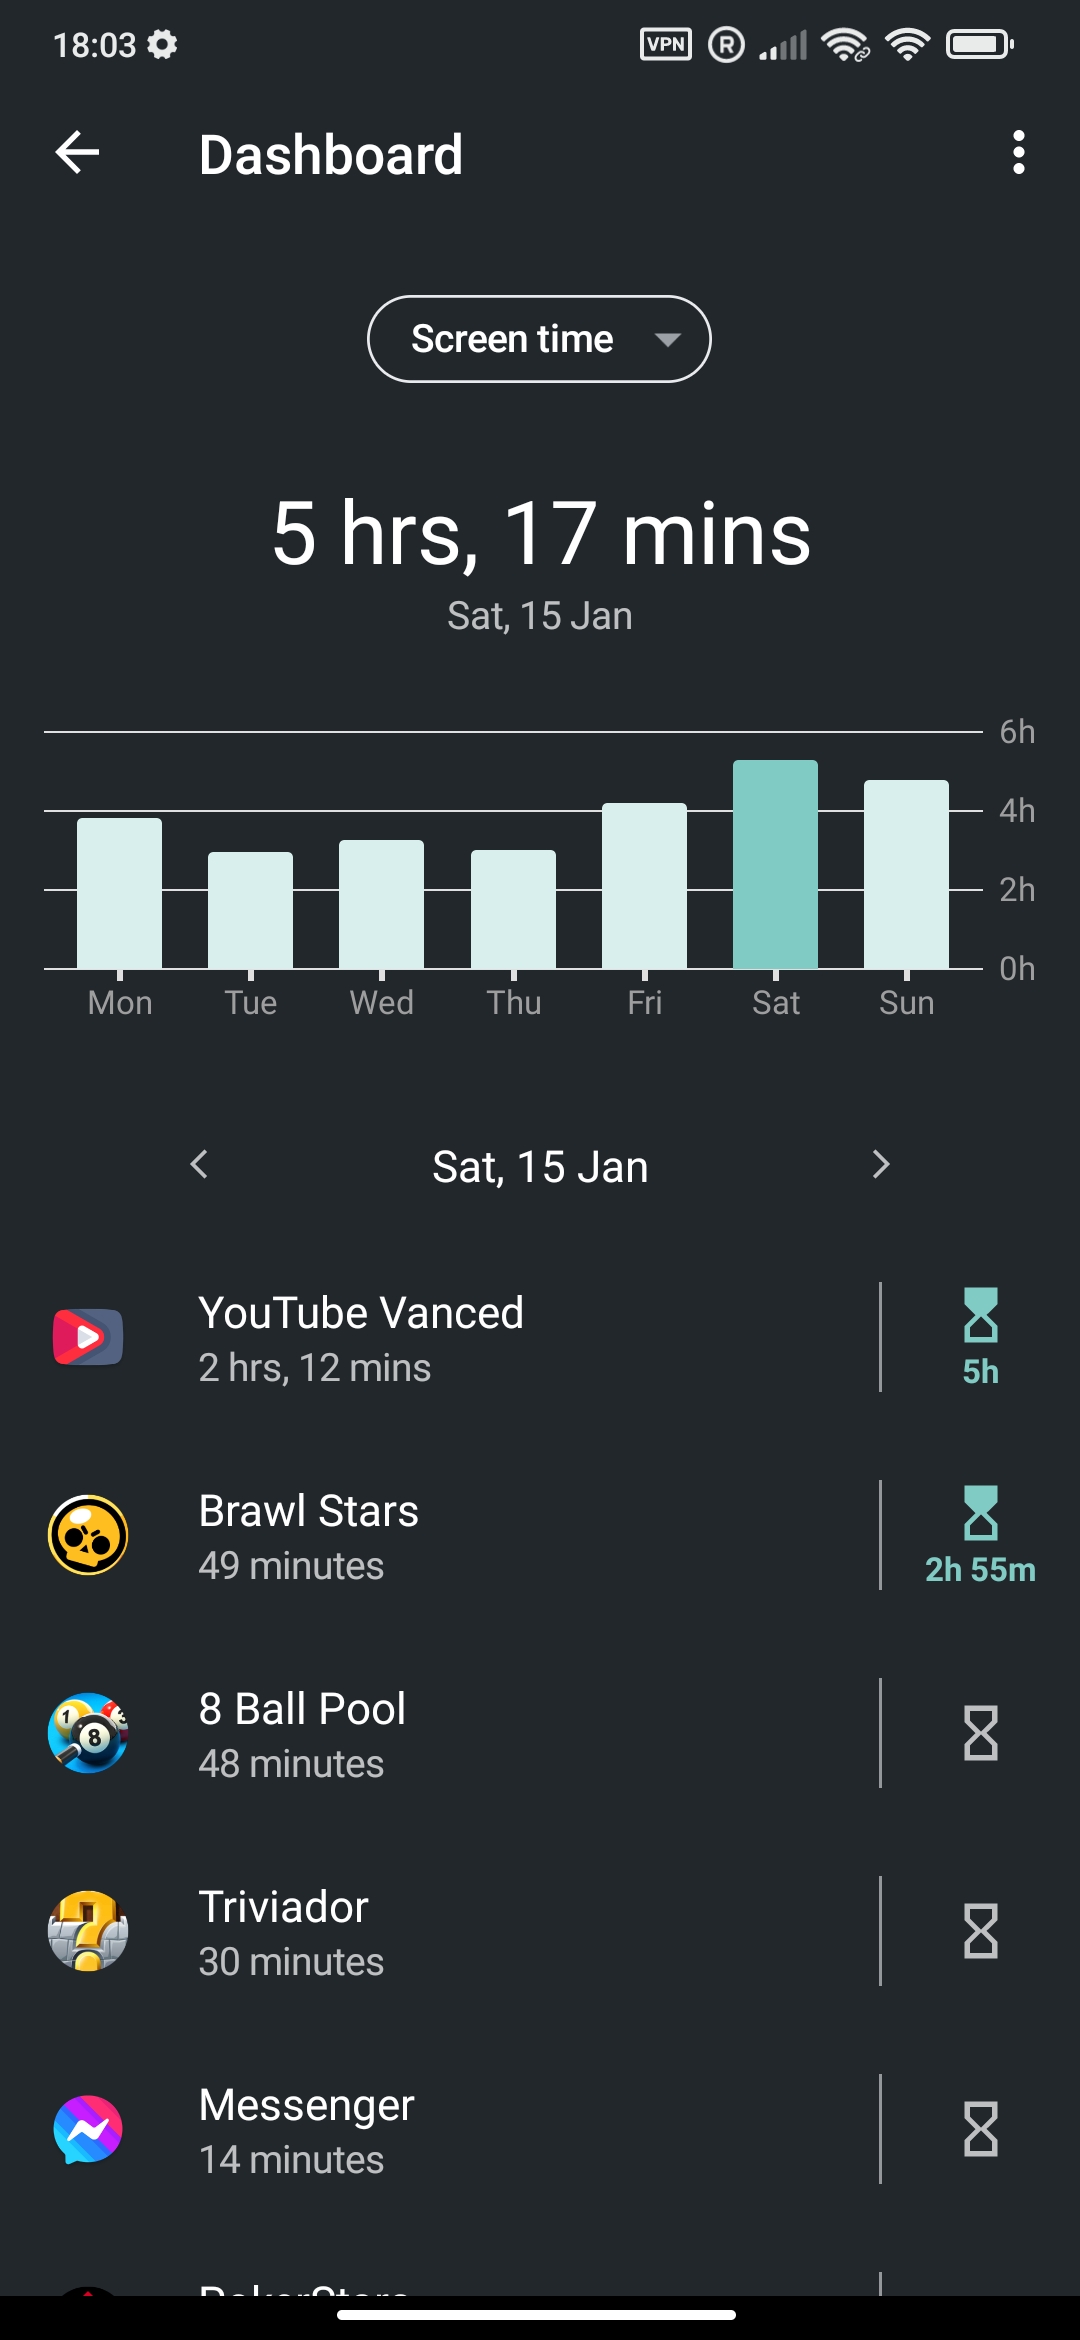 18:03 VPN R
Dashboard
Screen time
5 hrs, 17 mins
Sat, 15 Jan
6h
4h
2h
0h
Mon Tue Wed Thu Fri Sat Sun
Sat, 15 Jan
YouTube Vanced
2 hrs, 12 mins
5h
Brawl Stars
49 minutes
2h 55m
8 Ball Pool
48 minutes
Triviador
30 minutes
Messenger
14 minutes